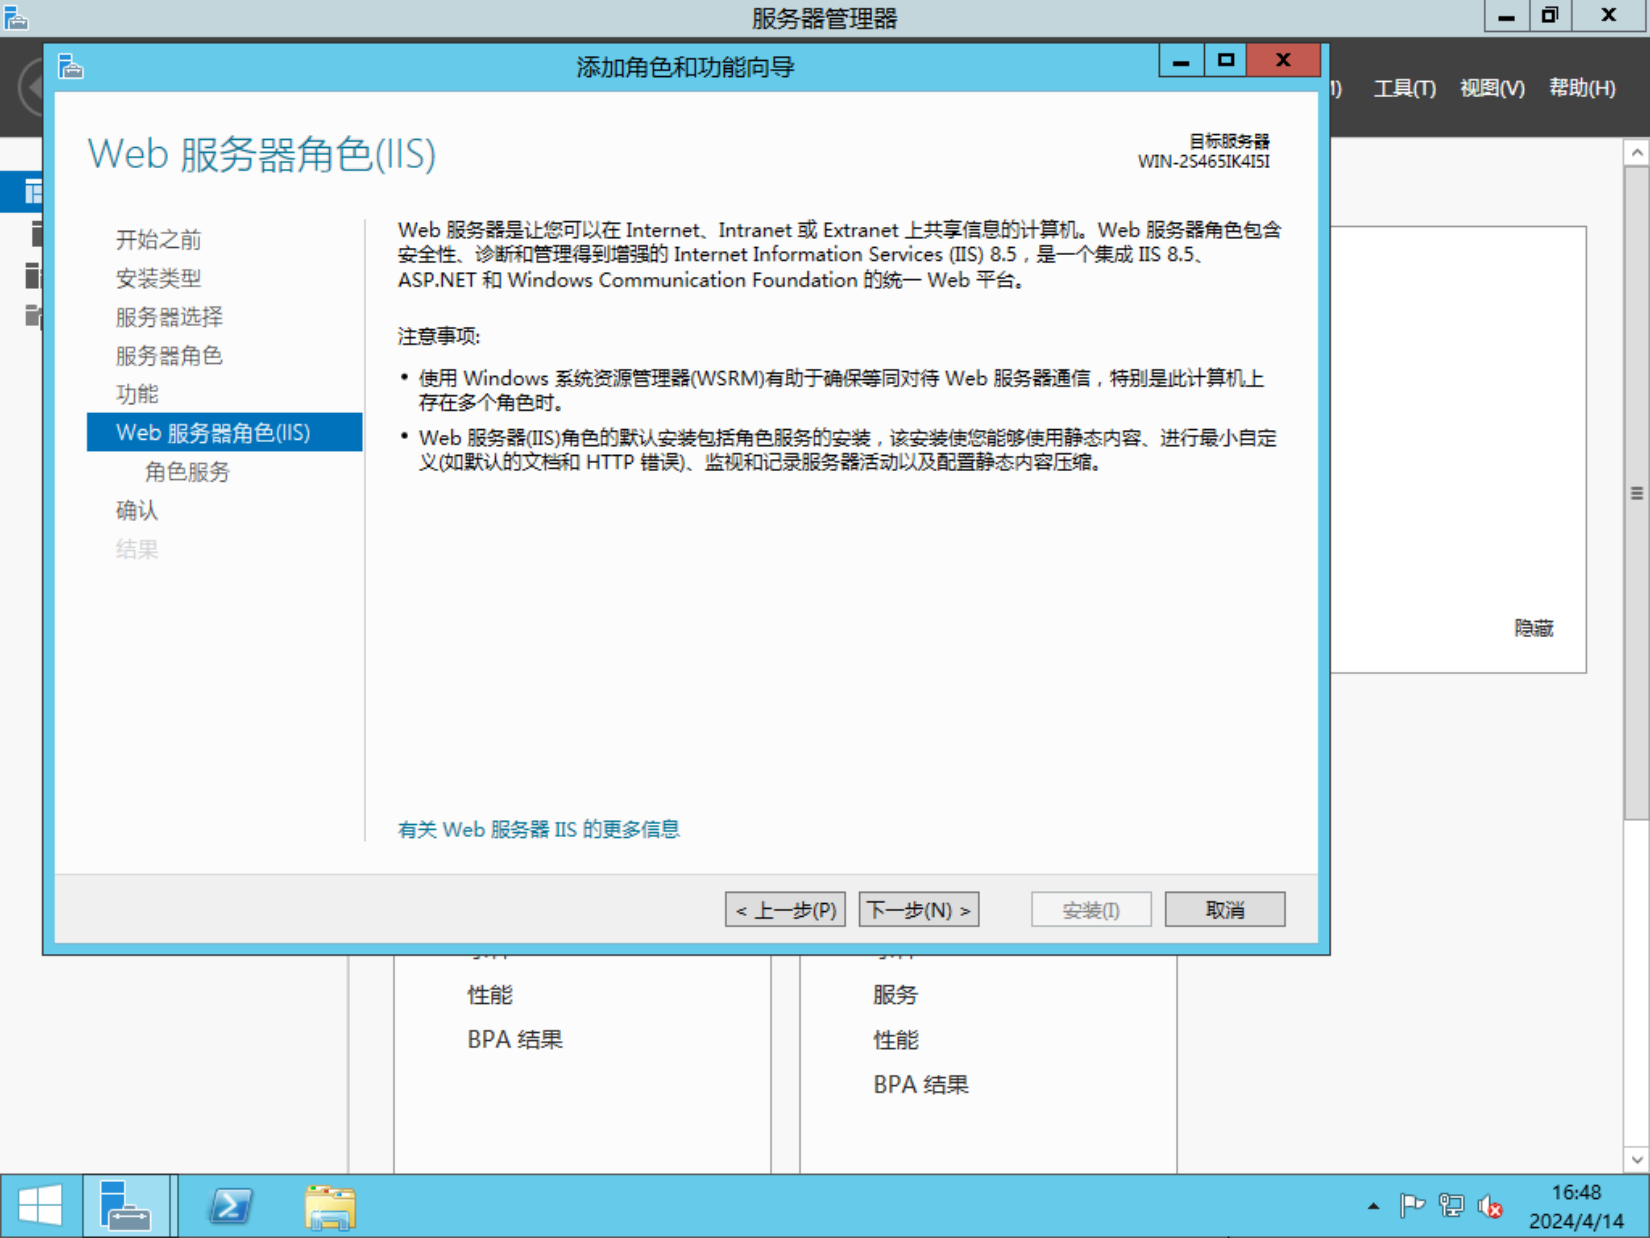 服务器管理器
添加角色和功能向导
工具(T) 视图(V) 帮助(H)
Web 服务器角色(IIS)
目标服务器
WIN-2S465IK4I5I
开始之前
安装类型
服务器选择
服务器角色
功能
Web 服务器角色(IIS)
角色服务
确认
结果
Web 服务器是让您可以在 Internet、Intranet 或 Extranet 上共享信息的计算机。Web 服务器角色包含
安全性、诊断和管理得到增强的 Internet Information Services (IIS) 8.5，是一个集成 IIS 8.5、
ASP.NET 和 Windows Communication Foundation 的统一 Web 平台。
注意事项:
• 使用 Windows 系统资源管理器(WSRM)有助于确保等同对待 Web 服务器通信，特别是此计算机上
存在多个角色时。
• Web 服务器(IIS)角色的默认安装包括角色服务的安装，该安装使您能够使用静态内容、进行最小自定
义(如默认的文档和 HTTP 错误)、监视和记录服务器活动以及配置静态内容压缩。
有关 Web 服务器 IIS 的更多信息
< 上一步(P) 下一步(N) > 安装(I) 取消
隐藏
性能
BPA 结果
服务
性能
BPA 结果
16:48
2024/4/14